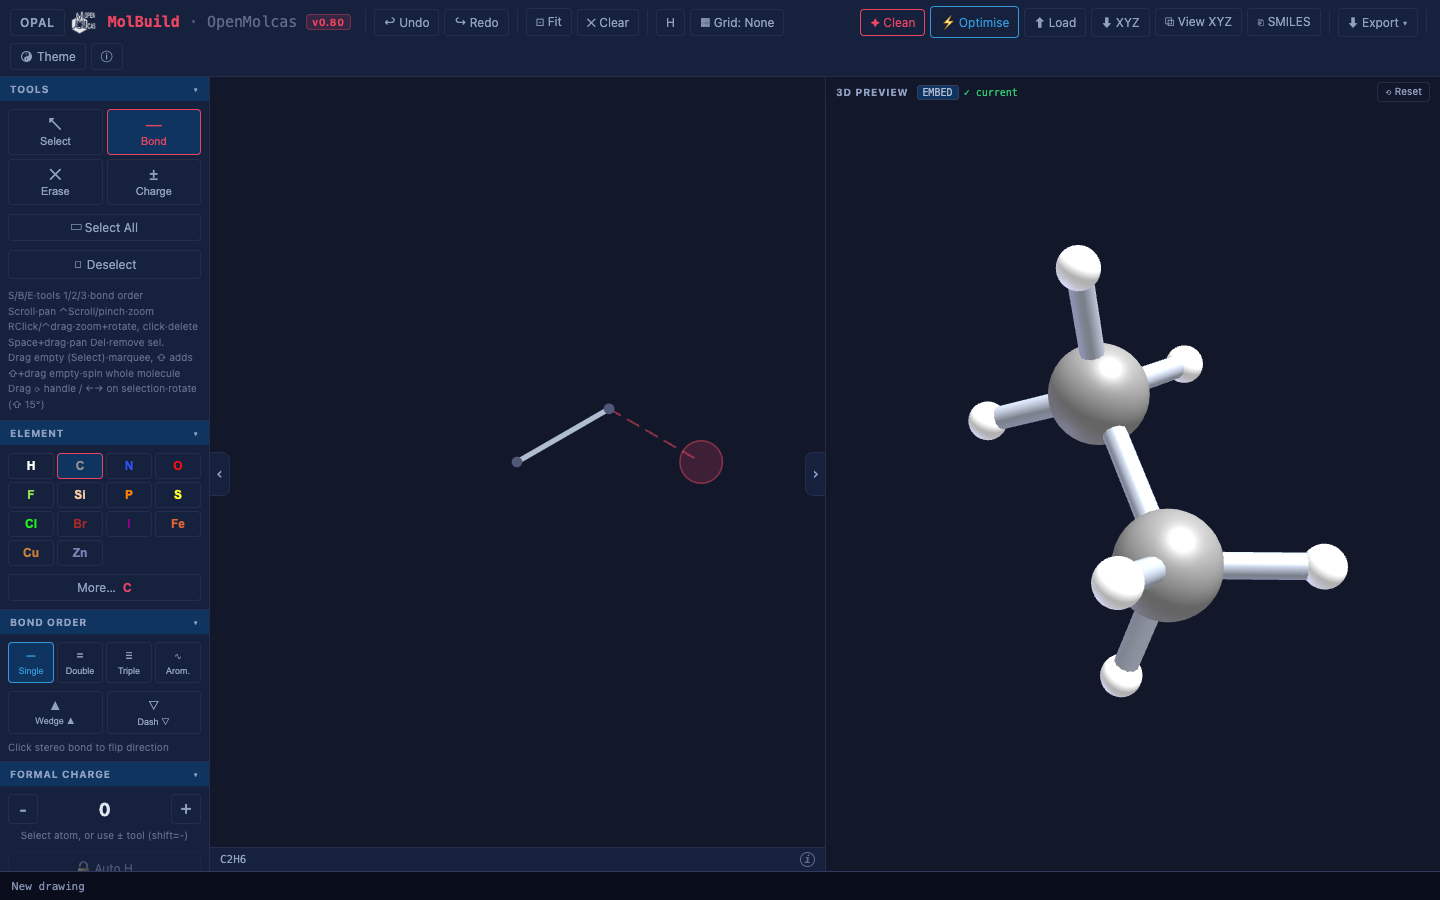 OPAL
OPEN MOLCAS
MolBuild · OpenMolcas v0.80
↩ Undo
↪ Redo
⊡ Fit
✕ Clear
H
▦ Grid: None
✦ Clean
⚡ Optimise
⬆ Load
⬇ XYZ
⧉ View XYZ
SMILES
⬇ Export ▾
Theme
ⓘ
TOOLS ▾
Select
Bond
Erase
± Charge
Select All
Deselect
S/B/E·tools 1/2/3·bond order
Scroll·pan ⌃Scroll/pinch·zoom
RClick/⌃drag·zoom+rotate, click·delete
Space+drag·pan Del·remove sel.
Drag empty (Select)·marquee, ⇧ adds
⇧+drag empty·spin whole molecule
Drag ⟳ handle / ←→ on selection·rotate
(⇧ 15°)
ELEMENT ▾
H C N O
F Si P S
Cl Br I Fe
Cu Zn
More... C
BOND ORDER ▾
Single
Double
Triple
Arom.
Wedge ▲
Dash ▽
Click stereo bond to flip direction
FORMAL CHARGE ▾
- 0 +
Select atom, or use ± tool (shift=-)
Auto H
‹
›
C2H6
i
3D PREVIEW EMBED ✓ current
⟲ Reset
New drawing